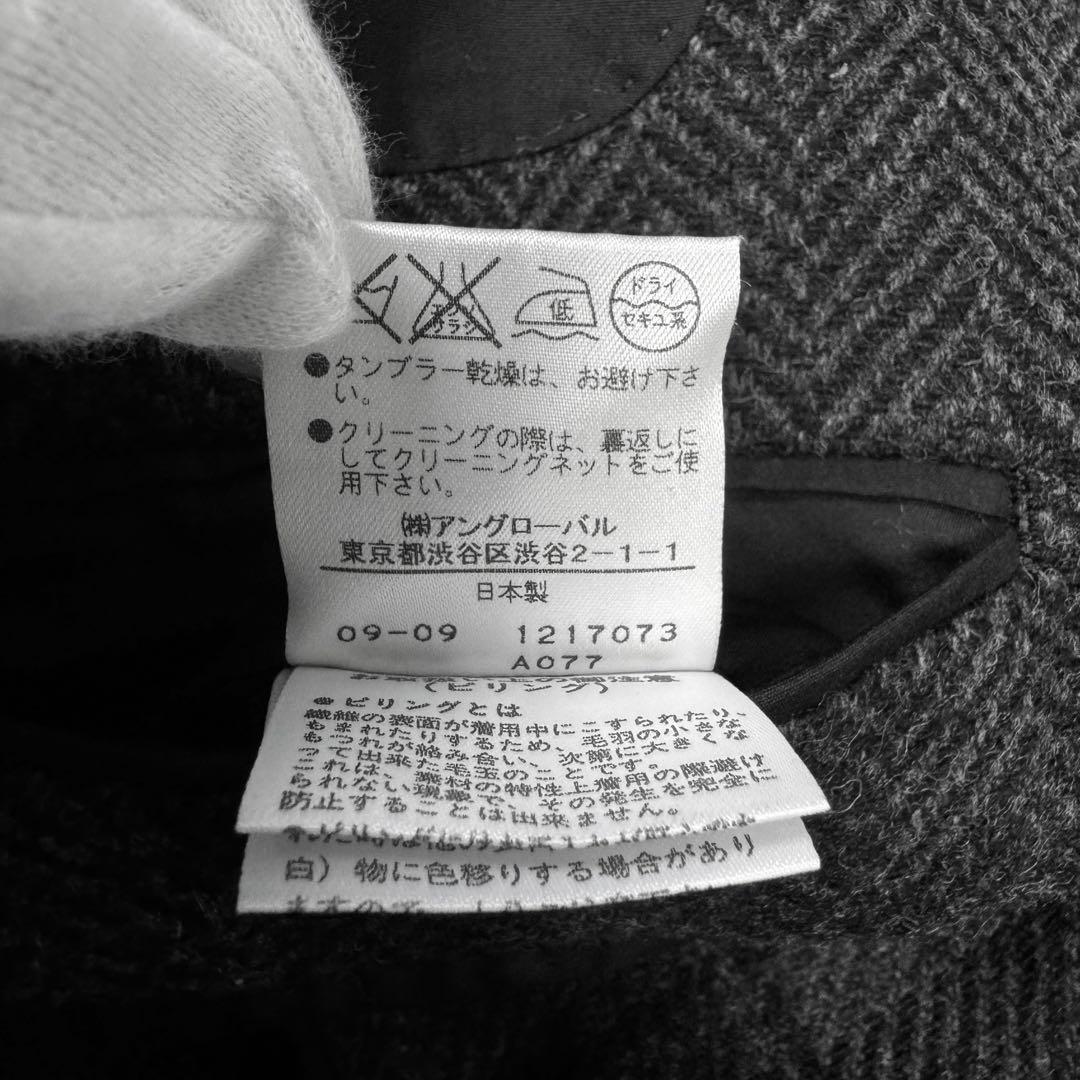 低
ドライ
セキユ系
●タンブラー乾燥は、お避け下さ
い。
●クリーニングの際は、裏返しに
してクリーニングネットをご使
用下さい。
㈱アングローバル
東京都渋谷区渋谷2-1-1
日本製
09-09 1217073
A077
(ピリング)
●ピリングとは
繊維の表面が着用中にこすられたり、
もまれたりするため、毛羽の小さな
もつれが絡み合い、次第に大きくな
って出来た毛玉のことです。
これは、素材の特性上着用の際避け
られない現象で、その発生を完全に
防止することは出来ません。
白)物に色移りする場合があり